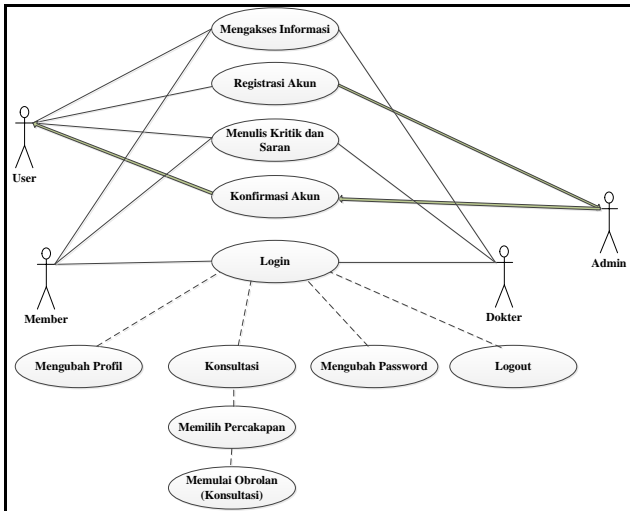 Mengakses Informasi
Registrasi Akun
Menulis Kritik dan
Saran
User
Konfirmasi Akun
Admin
Login
Member
Dokter
Mengubah Profil
Konsultasi
Mengubah Password
Logout
Memilih Percakapan
Memulai Obrolan
(Konsultasi)